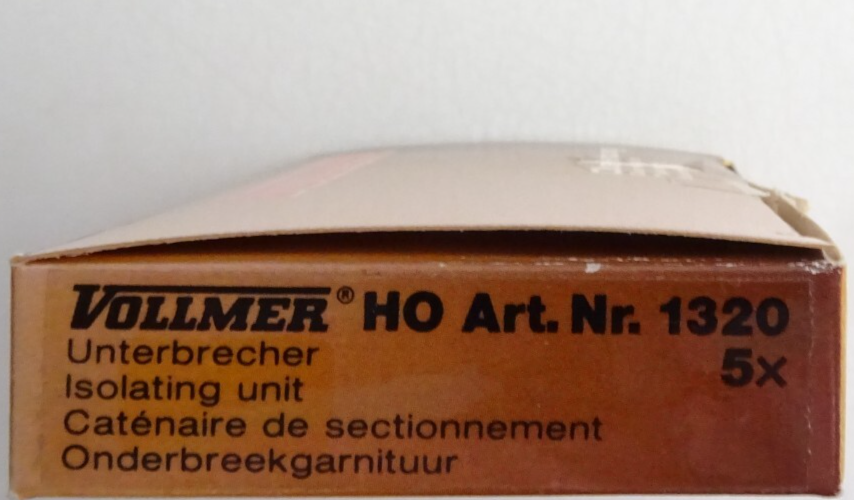 VOLLMER® HO Art. Nr. 1320
Unterbrecher 5x
Isolating unit
Caténaire de sectionnement
Onderbreekgarnituur